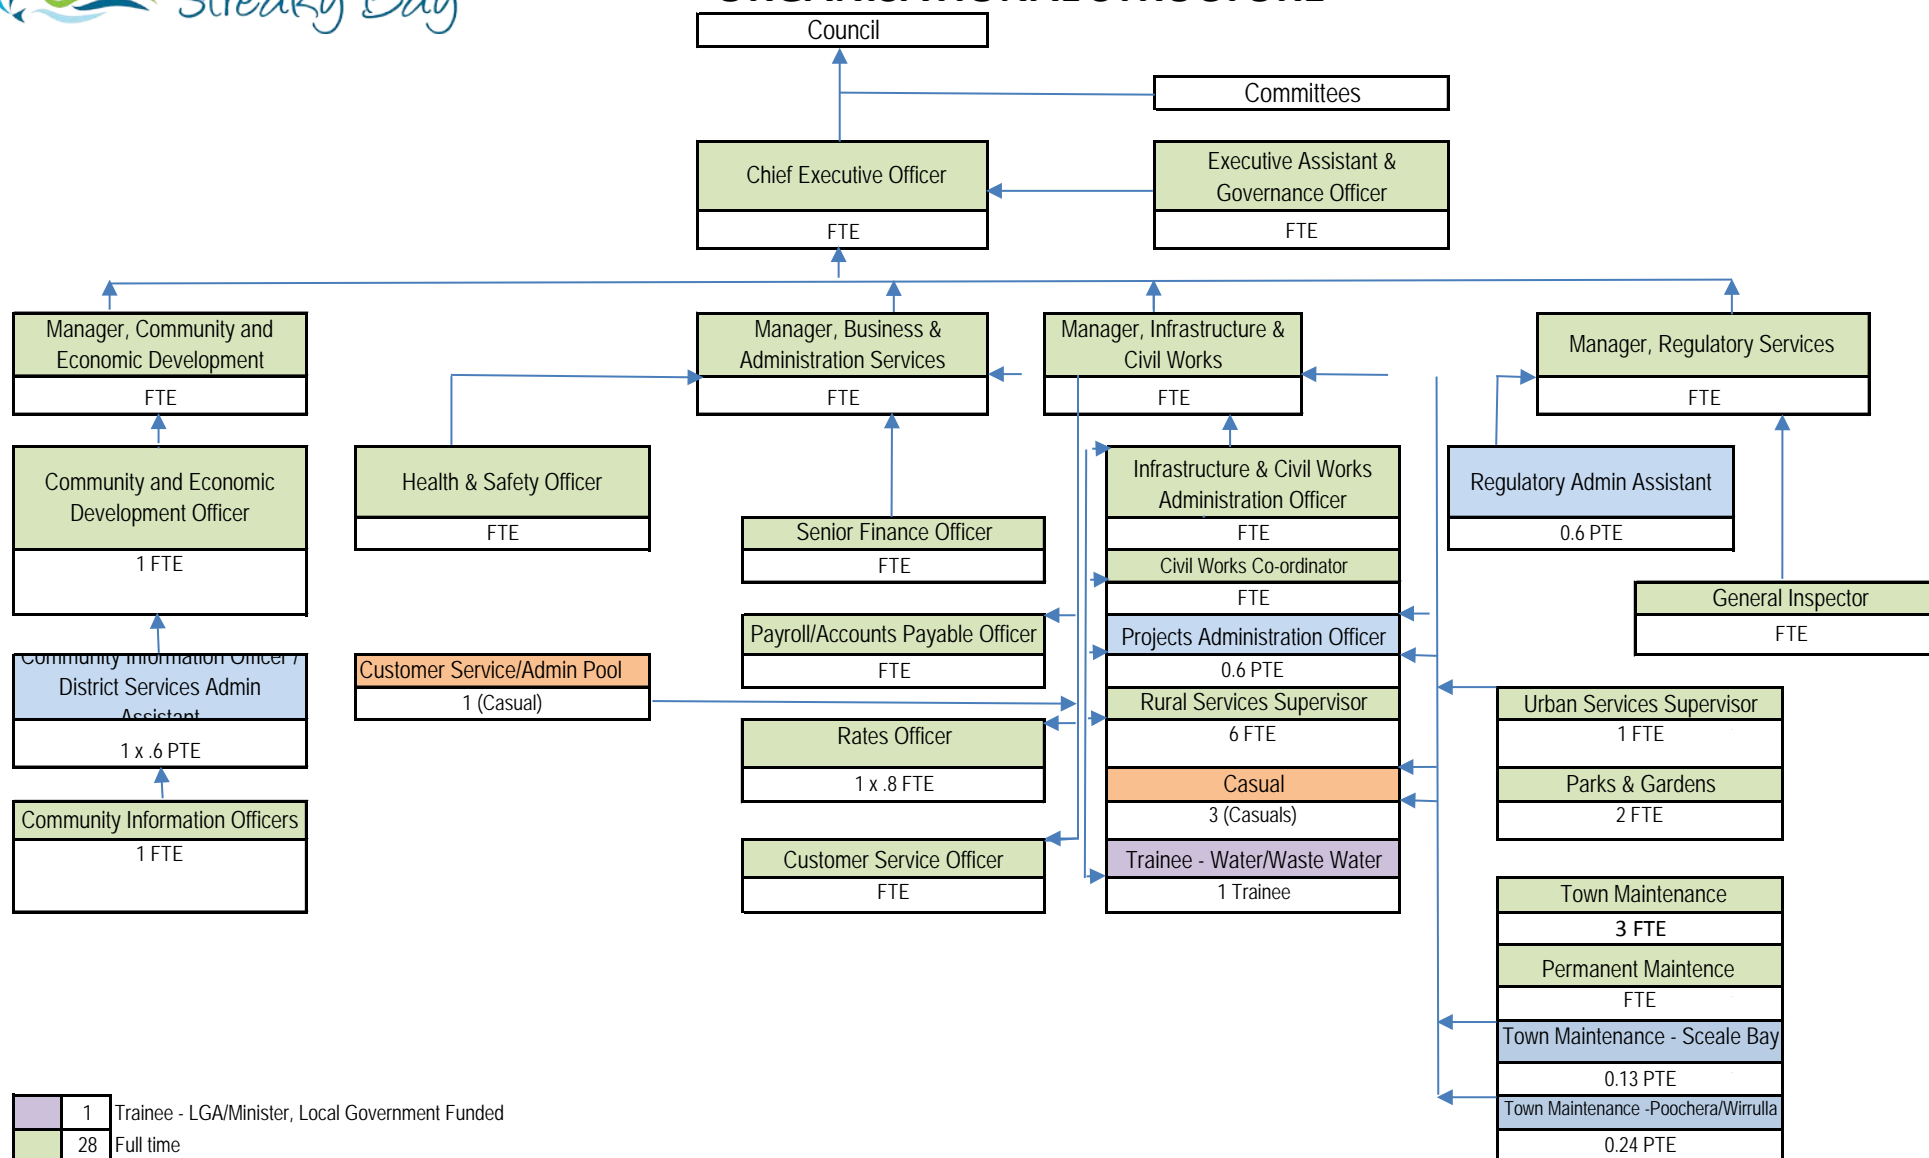 Streaky Bay
ORGANISATIONAL STRUCTURE
Council
Committees
Chief Executive Officer
FTE
Executive Assistant &
Governance Officer
FTE
Manager, Community and
Economic Development
FTE
Manager, Business &
Administration Services
FTE
Manager, Infrastructure &
Civil Works
FTE
Manager, Regulatory Services
FTE
Community and Economic
Development Officer
1 FTE
Health & Safety Officer
FTE
Senior Finance Officer
FTE
Infrastructure & Civil Works
Administration Officer
FTE
Civil Works Co-ordinator
FTE
Regulatory Admin Assistant
0.6 PTE
General Inspector
FTE
Payroll/Accounts Payable Officer
FTE
Projects Administration Officer
0.6 PTE
Community Information Officer /
District Services Admin
Assistant
1 x .6 PTE
Customer Service/Admin Pool
1 (Casual)
Rates Officer
1 x .8 FTE
Rural Services Supervisor
6 FTE
Urban Services Supervisor
1 FTE
Casual
3 (Casuals)
Parks & Gardens
2 FTE
Community Information Officers
1 FTE
Customer Service Officer
FTE
Trainee - Water/Waste Water
1 Trainee
Town Maintenance
3 FTE
Permanent Maintence
FTE
Town Maintenance - Sceale Bay
0.13 PTE
Town Maintenance -Poochera/Wirrulla
0.24 PTE
1 Trainee - LGA/Minister, Local Government Funded
28 Full time